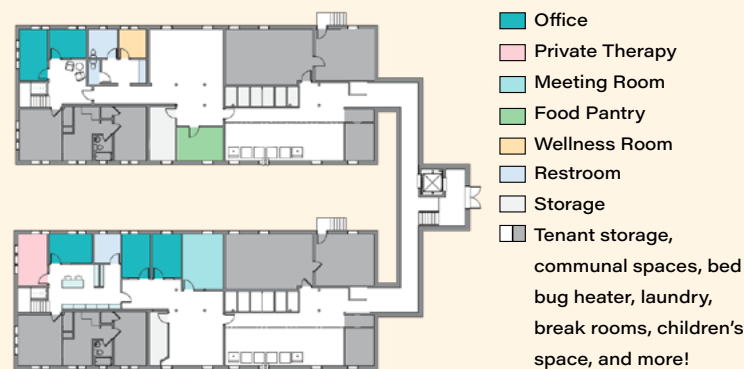 Office
Private Therapy
Meeting Room
Food Pantry
Wellness Room
Restroom
Storage
Tenant storage,
communal spaces, bed
bug heater, laundry,
break rooms, children's
space, and more!